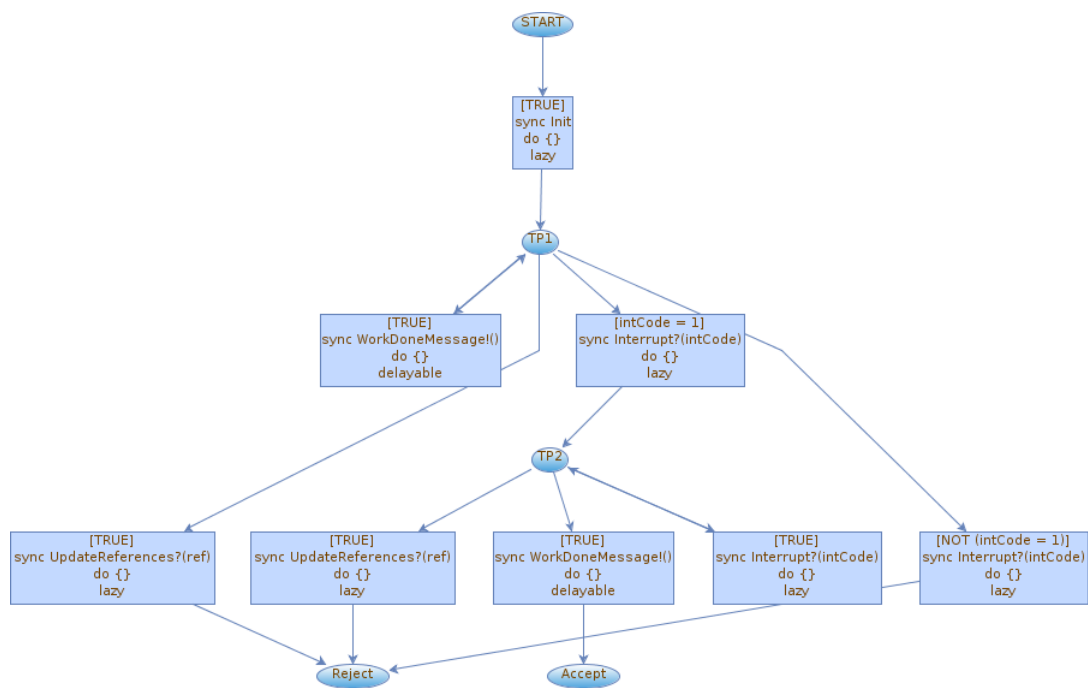 START
[TRUE]
sync Init
do {}
lazy
TP1
[TRUE]
sync WorkDoneMessage!()
do {}
delayable
[intCode = 1]
sync Interrupt?(intCode)
do {}
lazy
TP2
[TRUE]
sync UpdateReferences?(ref)
do {}
lazy
[TRUE]
sync UpdateReferences?(ref)
do {}
lazy
[TRUE]
sync WorkDoneMessage!()
do {}
delayable
[TRUE]
sync Interrupt?(intCode)
do {}
lazy
[NOT (intCode = 1)]
sync Interrupt?(intCode)
do {}
lazy
Reject
Accept